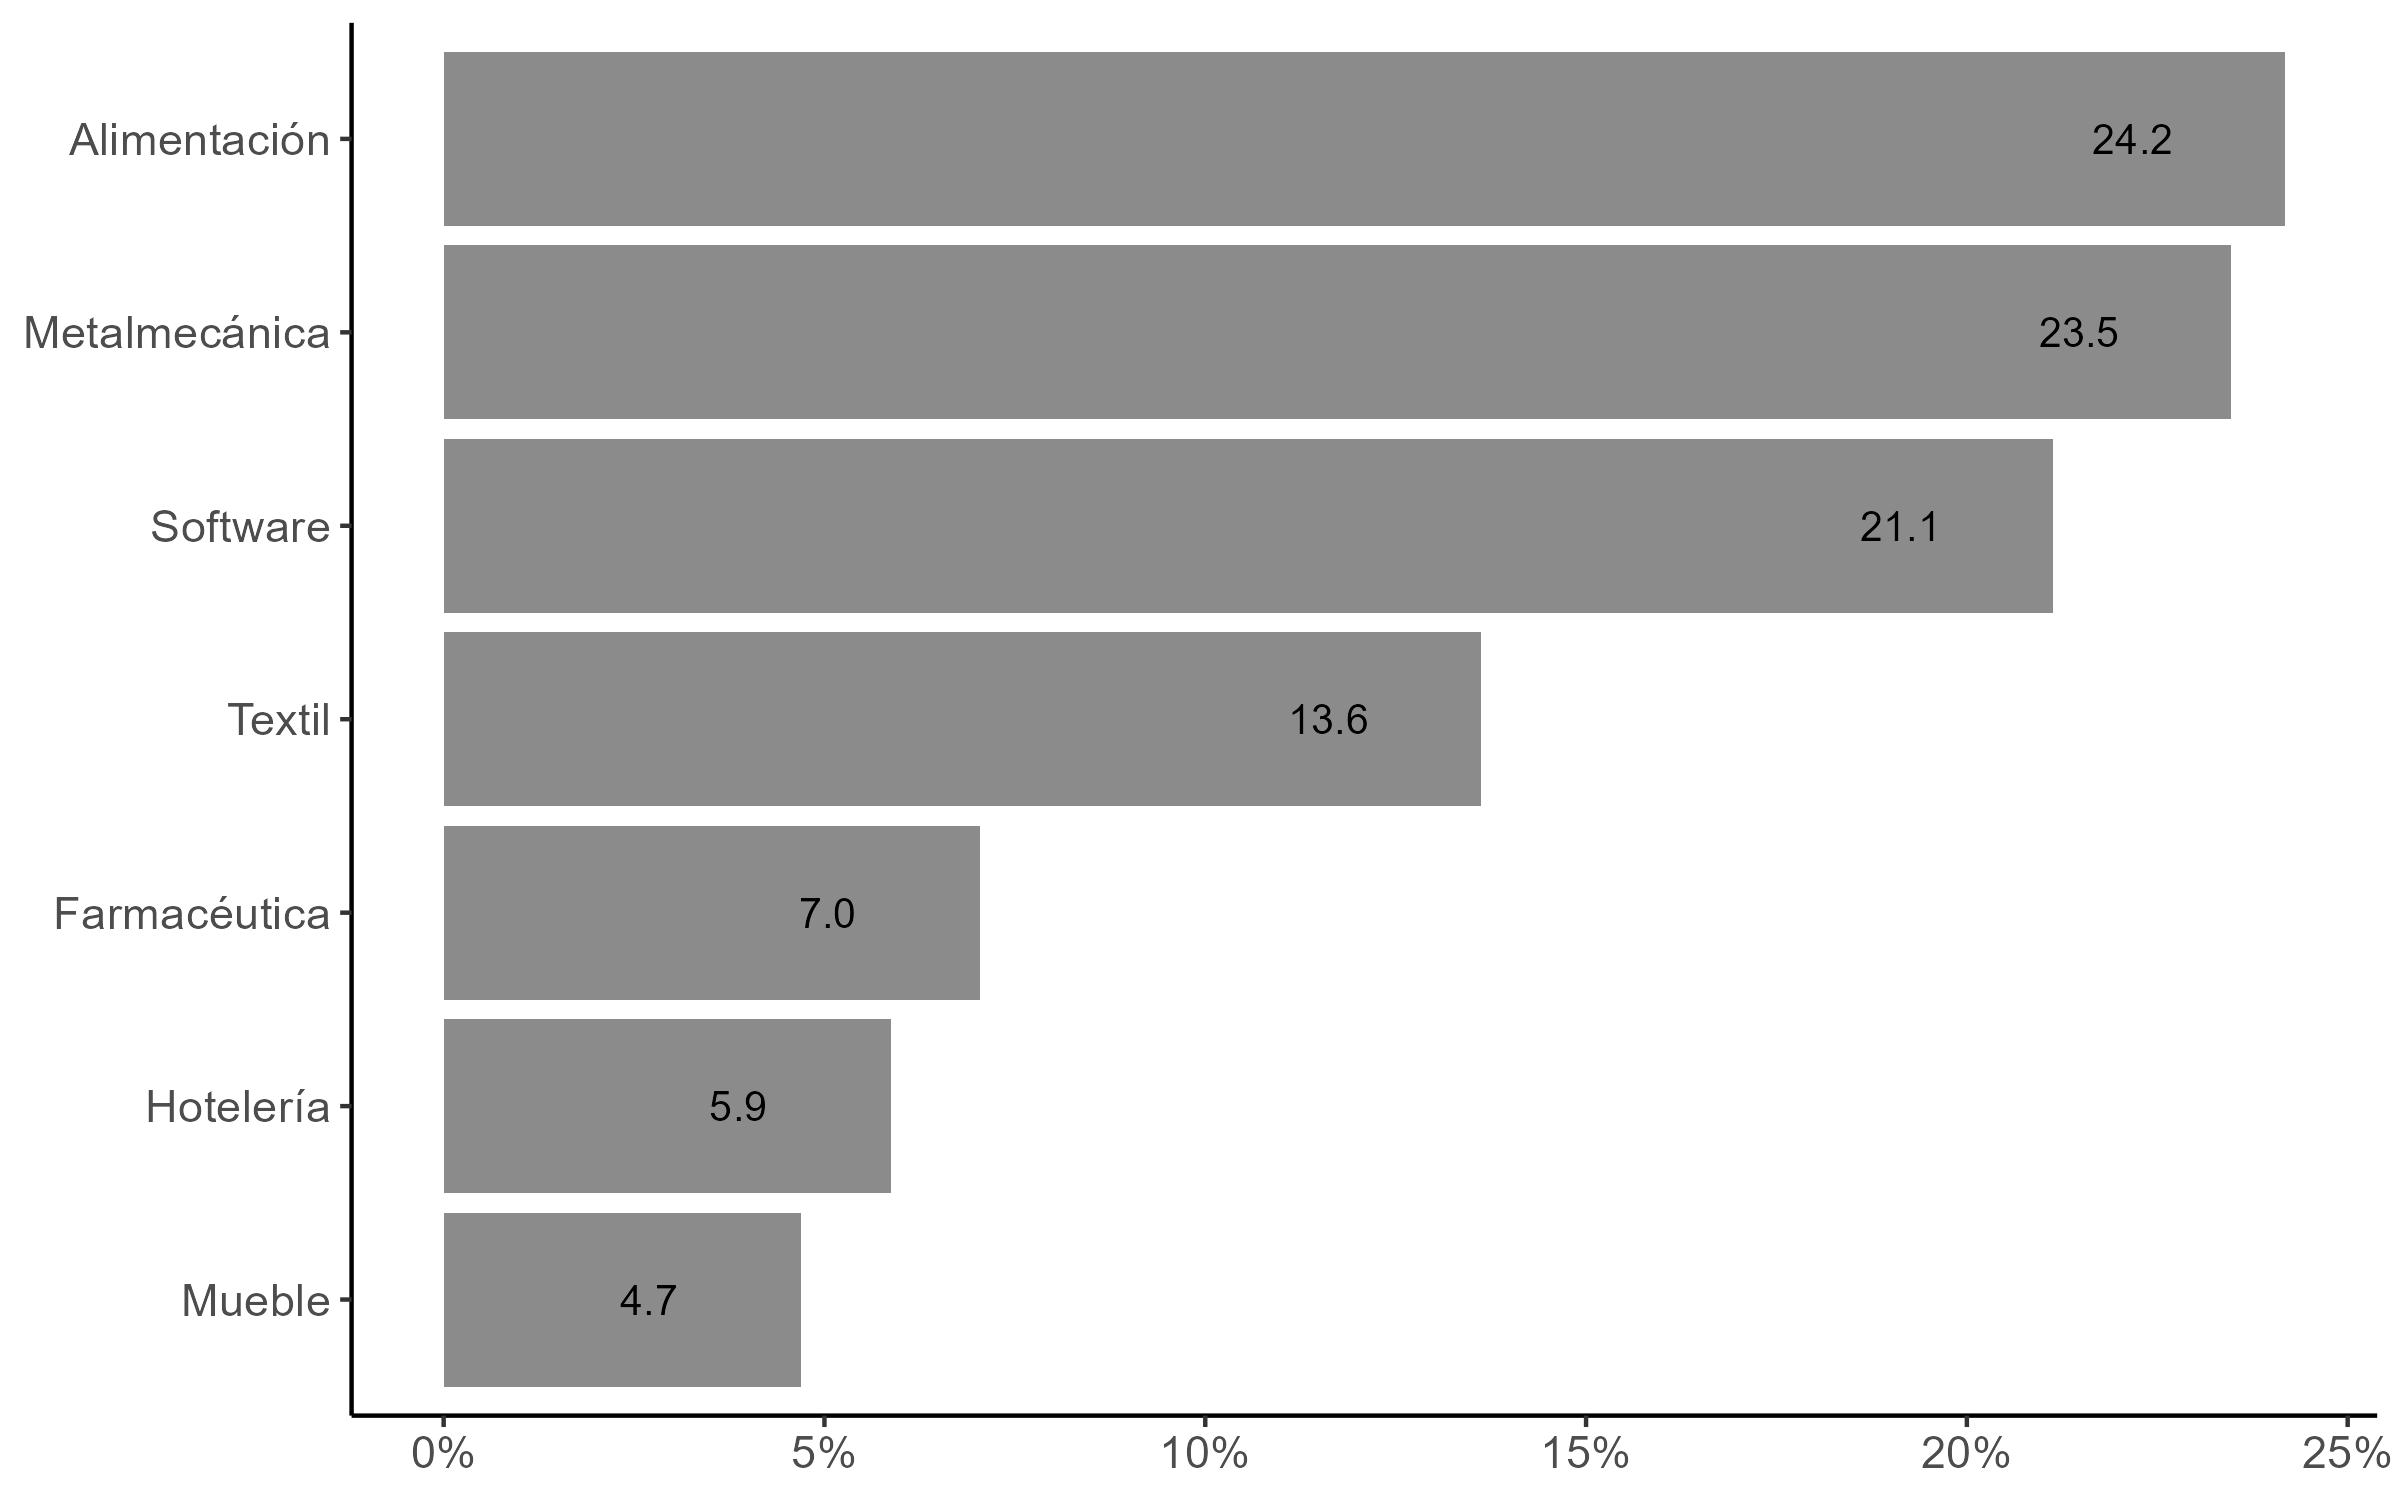 Alimentación 24.2
Metalmecánica 23.5
Software 21.1
Textil 13.6
Farmacéutica 7.0
Hotelería 5.9
Mueble 4.7
0% 5% 10% 15% 20% 25%